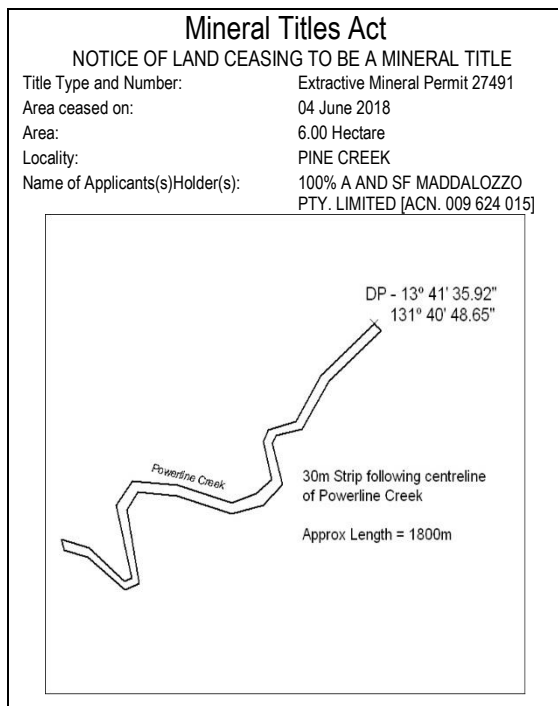 Mineral Titles Act
NOTICE OF LAND CEASING TO BE A MINERAL TITLE
Title Type and Number: Extractive Mineral Permit 27491
Area ceased on: 04 June 2018
Area: 6.00 Hectare
Locality: PINE CREEK
Name of Applicants(s)Holder(s): 100% A AND SF MADDALOZZO
PTY. LIMITED [ACN. 009 624 015]
DP - 13º 41' 35.92"
131º 40' 48.65"
Powerline Creek
30m Strip following centreline
of Powerline Creek
Approx Length = 1800m